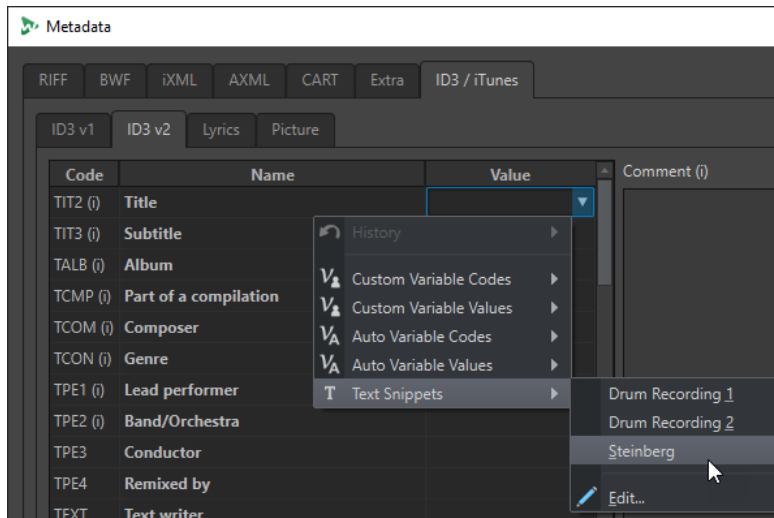 Metadata
RIFF BWF iXML AXML CART Extra ID3 / iTunes
ID3 v1 ID3 v2 Lyrics Picture
Code Name Value Comment (i)
TIT2 (i) Title
TIT3 (i) Subtitle
History
TALB (i) Album
Custom Variable Codes
TCMP (i) Part of a compilation
Custom Variable Values
TCOM (i) Composer
Auto Variable Codes
TCON (i) Genre
Auto Variable Values
TPE1 (i) Lead performer
Text Snippets
Drum Recording 1
TPE2 (i) Band/Orchestra
Drum Recording 2
TPE3 Conductor
Steinberg
TPE4 Remixed by
Edit...
TEXT Text writer